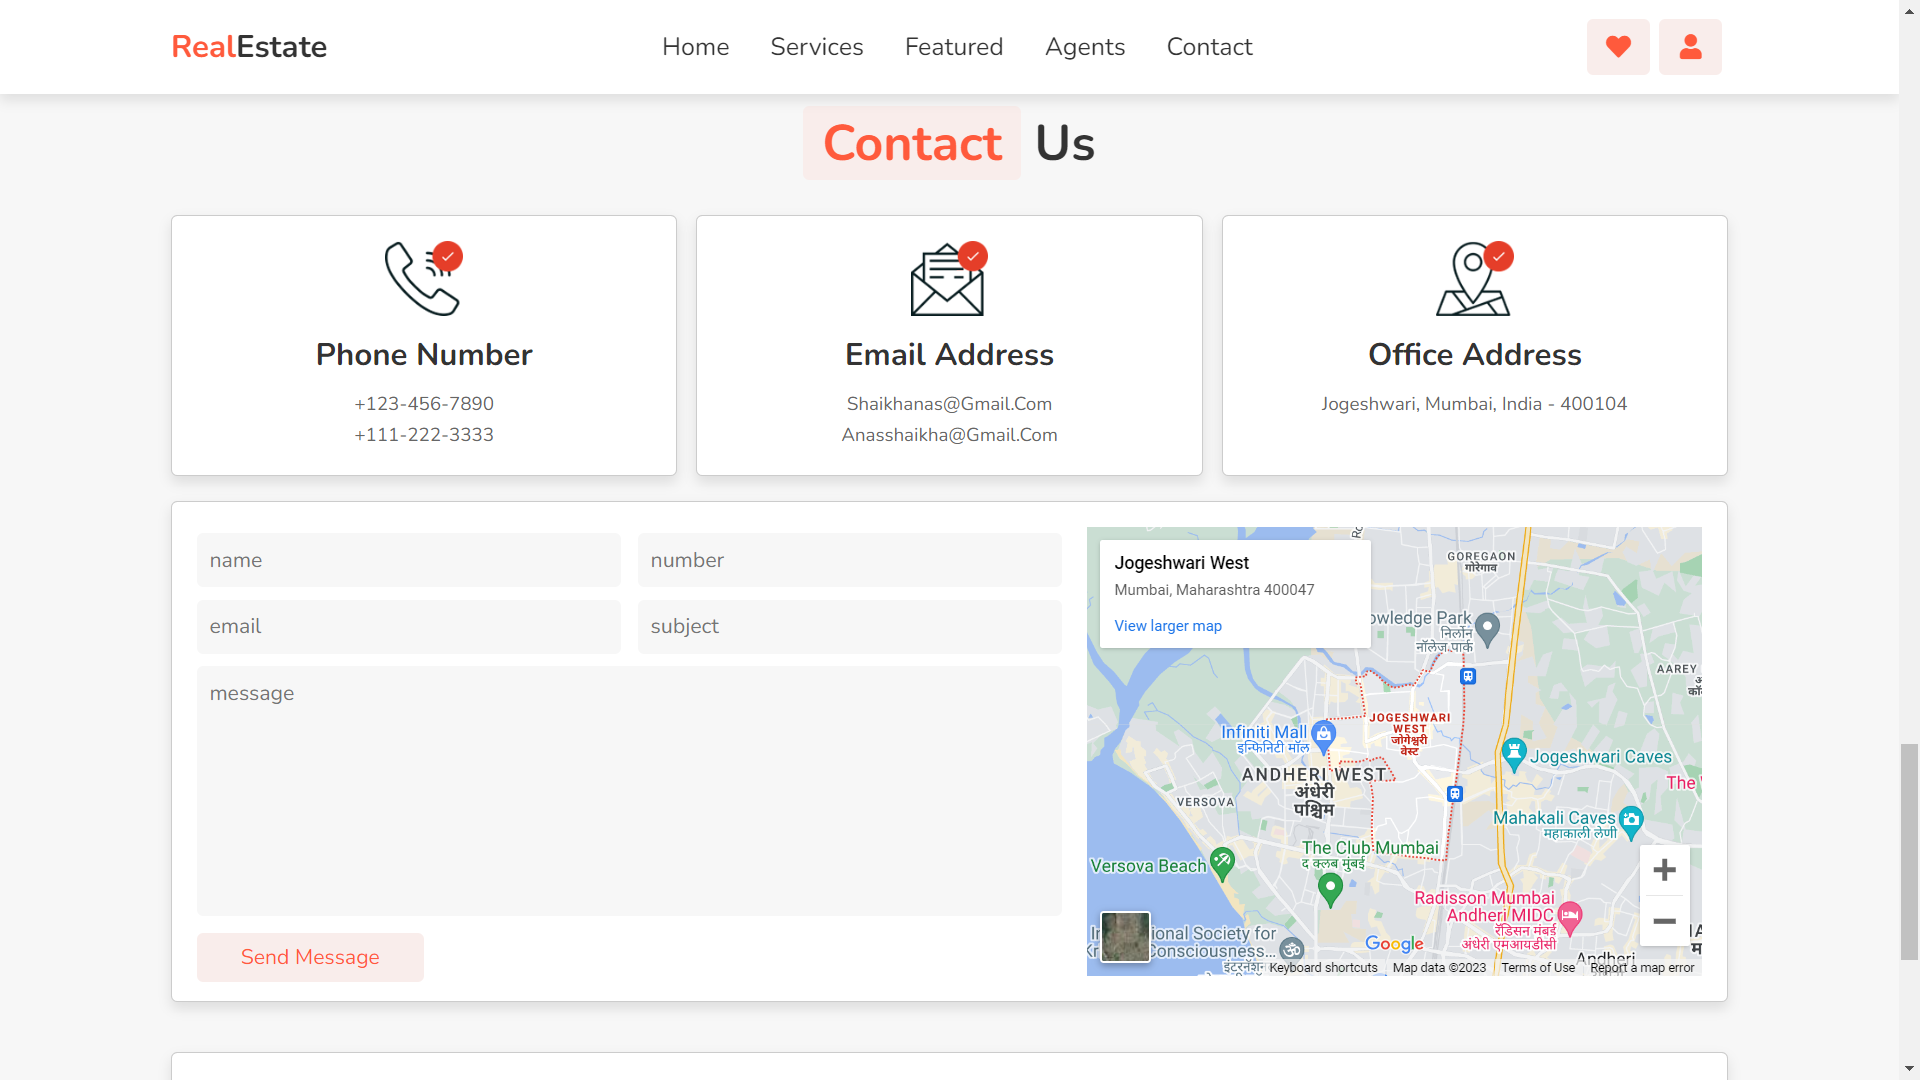 RealEstate
Home Services Featured Agents Contact
Contact Us
Phone Number
+123-456-7890
+111-222-3333
Email Address
Shaikhanas@Gmail.Com
Anasshaikha@Gmail.Com
Office Address
Jogeshwari, Mumbai, India - 400104
name
number
email
subject
message
Send Message
Jogeshwari West
Mumbai, Maharashtra 400047
View larger map
GOREGAON
गोरेगाव
owledge Park
निर्लोन
नॉलेज पार्क
AAREY
JOGESHWARI
WEST
जोगेश्वरी
वेस्ट
Infiniti Mall
इन्फिनिटी मॉल
Jogeshwari Caves
ANDHERI WEST
अंधेरी
पश्चिम
The
VERSOVA
Mahakali Caves
महाकाली लेणी
The Club Mumbai
द क्लब मुंबई
Versova Beach
Radisson Mumbai
Andheri MIDC
रॅडिसन मुंबई
अंधेरी एमआयडीसी
ional Society for
Consciousness...
Google
Andheri
Keyboard shortcuts
Map data ©2023
Terms of Use
Report a map error